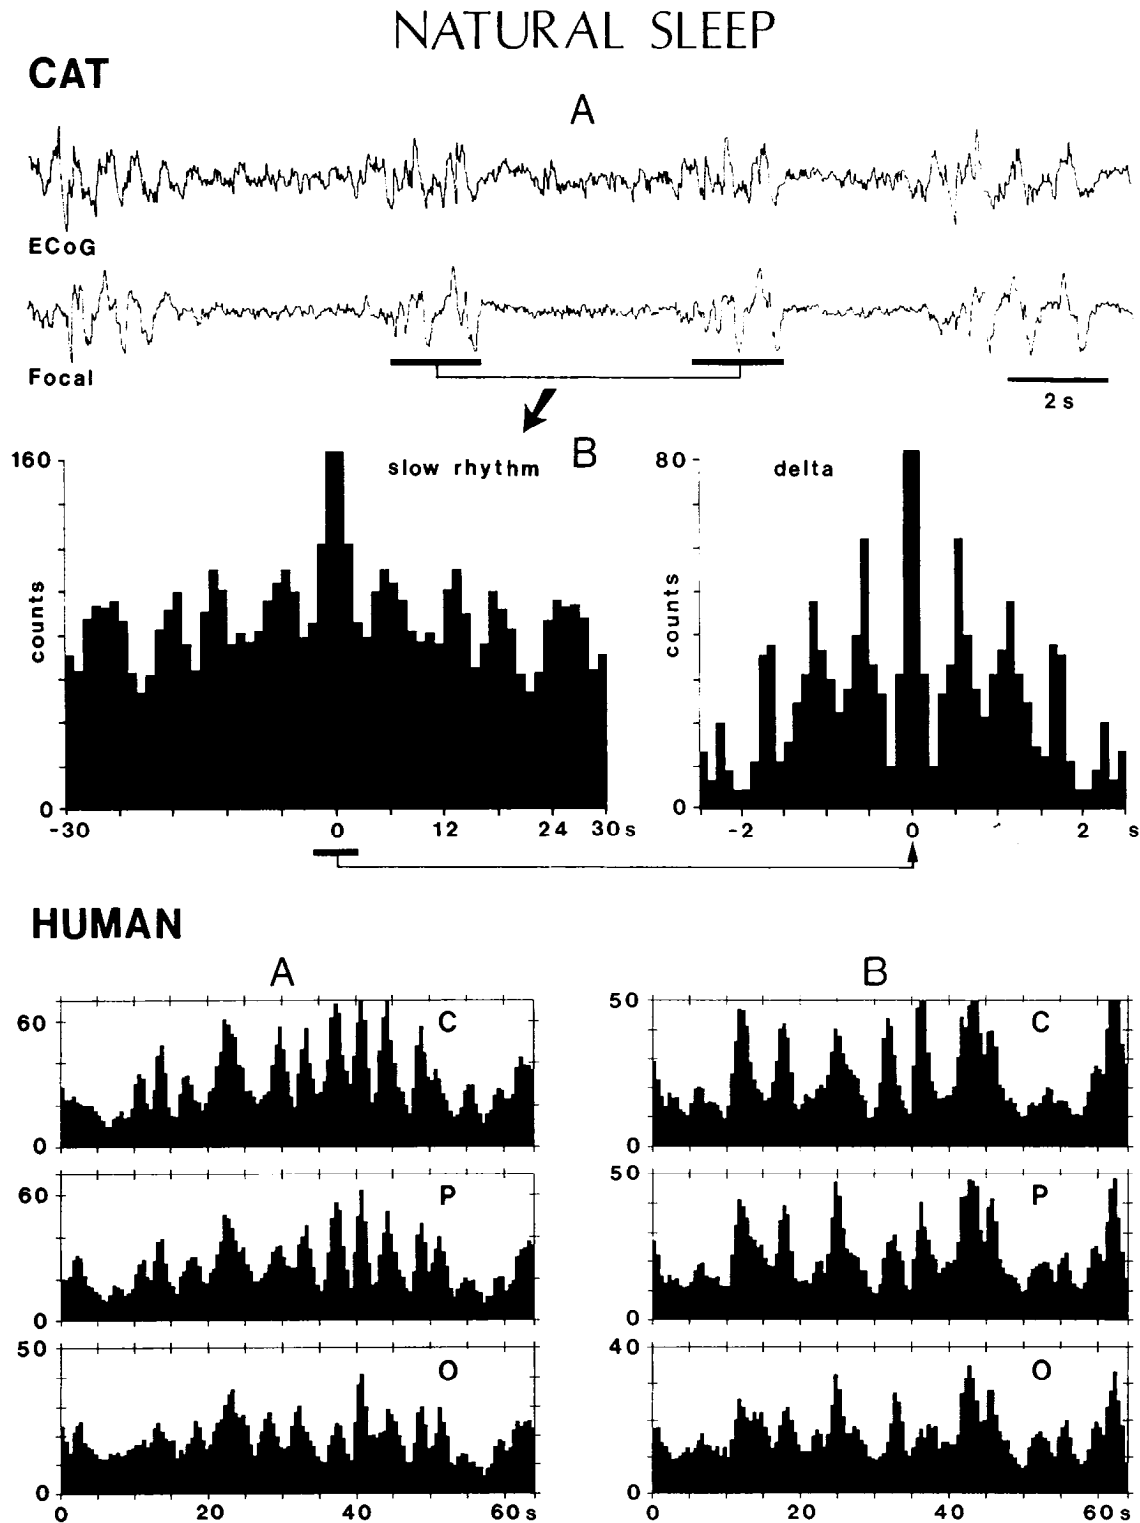 NATURAL SLEEP
CAT
A
ECoG
Focal
2 s
B
160
slow rhythm
counts
0
-30 0 12 24 30 s
80
delta
counts
0
-2 0 2 s
HUMAN
A
60
C
0
60
P
0
50
O
0
0 20 40 60 s
B
50
C
0
50
P
0
40
O
0
0 20 40 60 s